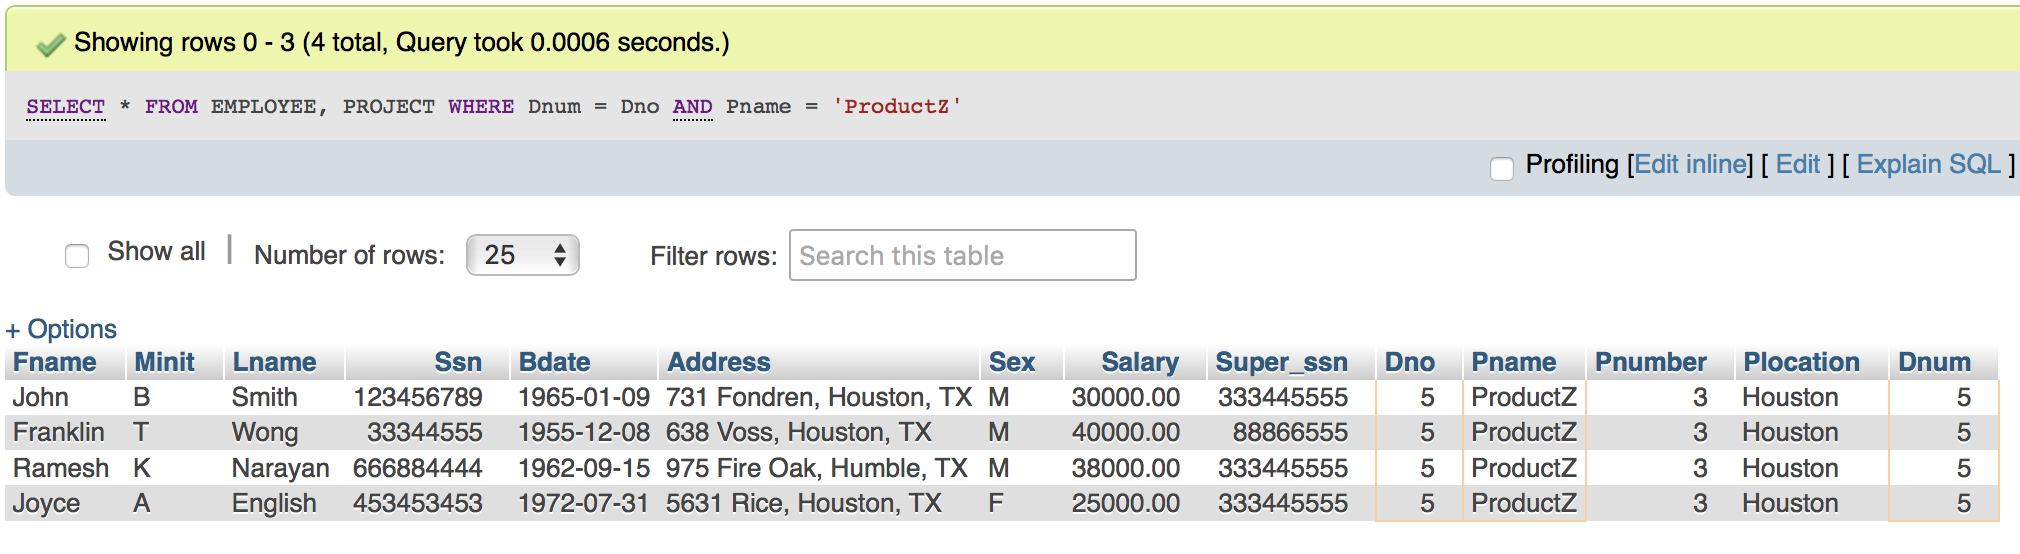 Showing rows 0 - 3 (4 total, Query took 0.0006 seconds.)
SELECT * FROM EMPLOYEE, PROJECT WHERE Dnum = Dno AND Pname = 'ProductZ'
Profiling [Edit inline] [ Edit ] [ Explain SQL ]
Show all | Number of rows: 25 Filter rows: Search this table
+ Options
Fname Minit Lname Ssn Bdate Address Sex Salary Super_ssn Dno Pname Pnumber Plocation Dnum
John B Smith 123456789 1965-01-09 731 Fondren, Houston, TX M 30000.00 333445555 5 ProductZ 3 Houston 5
Franklin T Wong 33344555 1955-12-08 638 Voss, Houston, TX M 40000.00 88866555 5 ProductZ 3 Houston 5
Ramesh K Narayan 666884444 1962-09-15 975 Fire Oak, Humble, TX M 38000.00 333445555 5 ProductZ 3 Houston 5
Joyce A English 453453453 1972-07-31 5631 Rice, Houston, TX F 25000.00 333445555 5 ProductZ 3 Houston 5